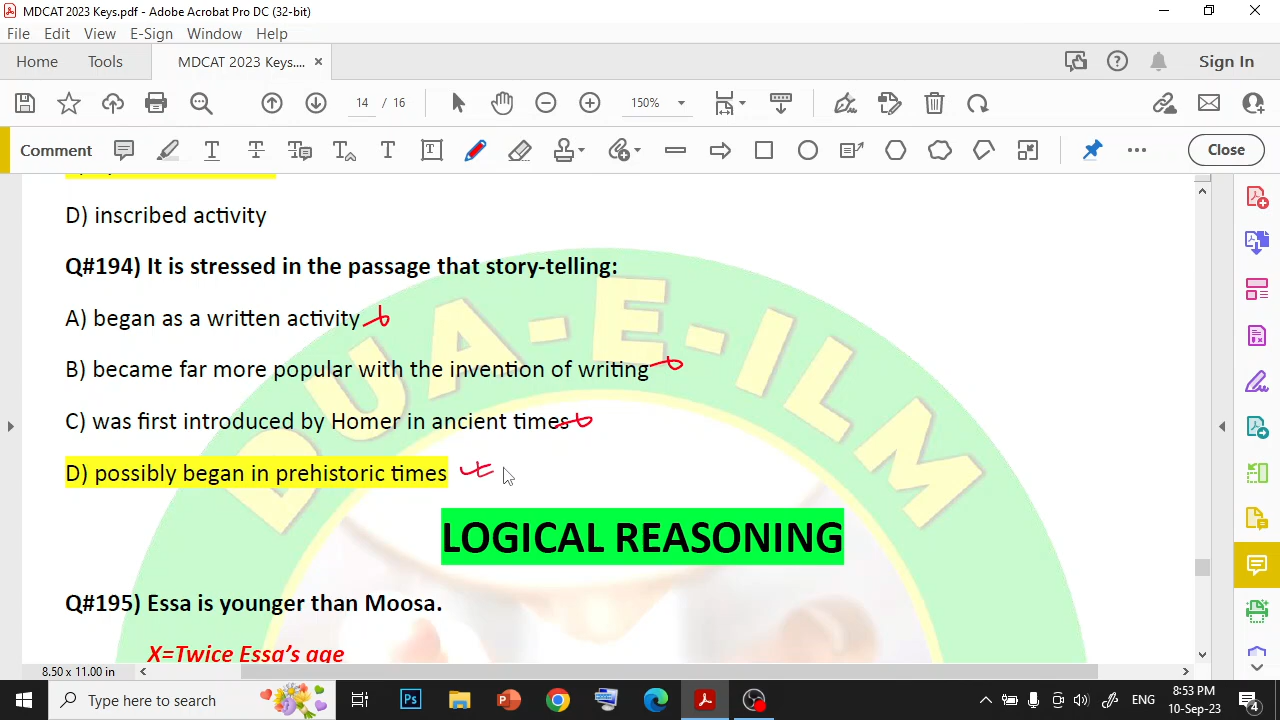 MDCAT 2023 Keys.pdf - Adobe Acrobat Pro DC (32-bit)
File Edit View E-Sign Window Help
Home Tools MDCAT 2023 Keys.... × Sign In
14 / 16 150%
Comment Close
D) inscribed activity
Q#194) It is stressed in the passage that story-telling:
A) began as a written activity
B) became far more popular with the invention of writing
C) was first introduced by Homer in ancient times
D) possibly began in prehistoric times
DUA-E-ILM
LOGICAL REASONING
Q#195) Essa is younger than Moosa.
X=Twice Essa's age
8.50 x 11.00 in
Type here to search
ENG
8:53 PM
10-Sep-23
4